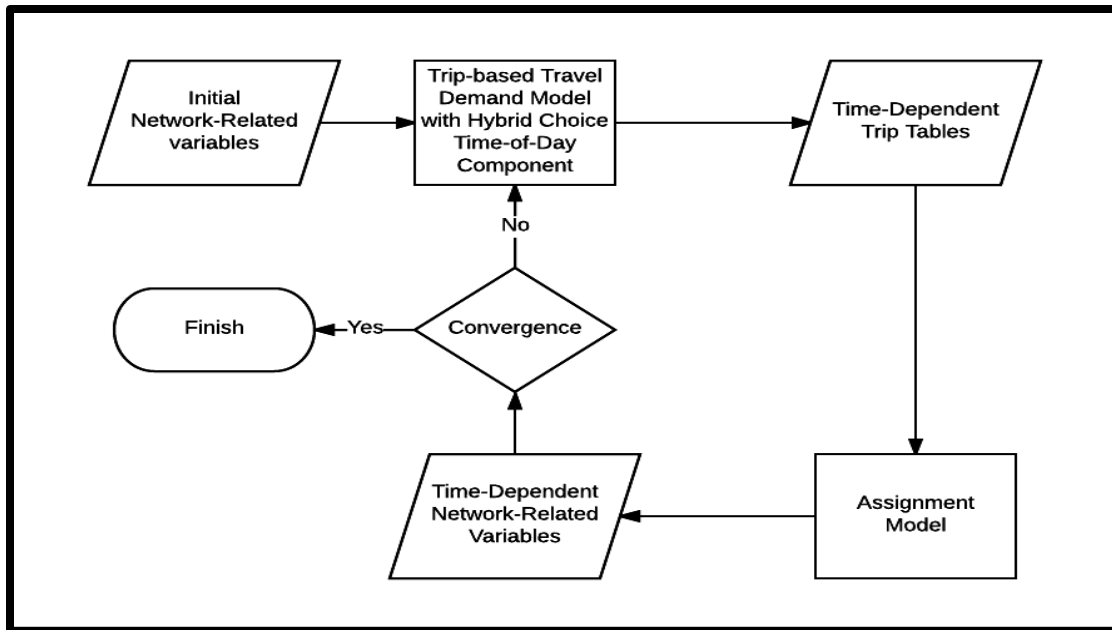 Initial
Network-Related
variables
Trip-based Travel
Demand Model
with Hybrid Choice
Time-of-Day
Component
Time-Dependent
Trip Tables
No
Finish
Yes
Convergence
Time-Dependent
Network-Related
Variables
Assignment
Model